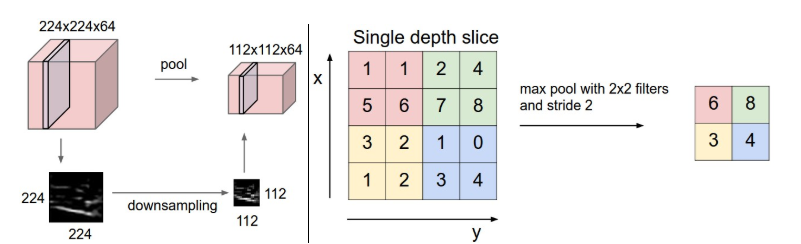 224x224x64
pool
112x112x64
224
224
downsampling
112
112
Single depth slice
x
1 1 2 4
5 6 7 8
3 2 1 0
1 2 3 4
y
max pool with 2x2 filters
and stride 2
6 8
3 4